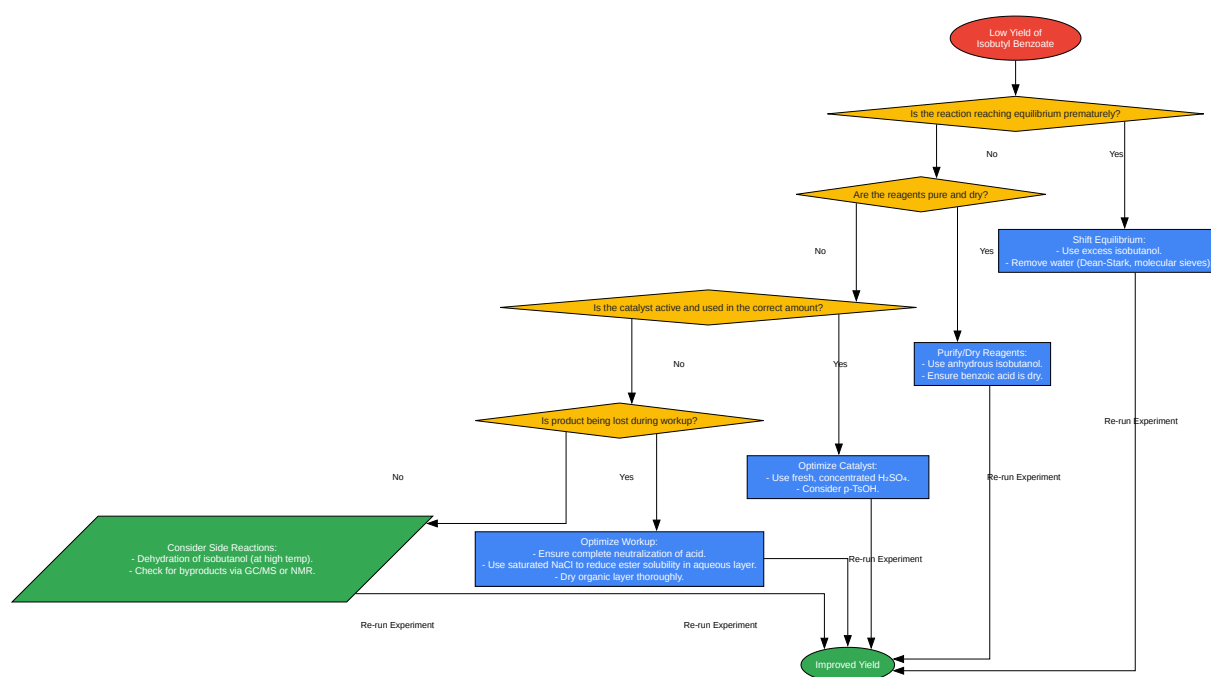 Low Yield of
Isobutyl Benzoate
Is the reaction reaching equilibrium prematurely?
No
Yes
Are the reagents pure and dry?
No
Yes
Shift Equilibrium:
- Use excess isobutanol.
- Remove water (Dean-Stark, molecular sieves)
Is the catalyst active and used in the correct amount?
No
Yes
Purify/Dry Reagents:
- Use anhydrous isobutanol.
- Ensure benzoic acid is dry.
Is product being lost during workup?
Re-run Experiment
No
Yes
Optimize Catalyst:
- Use fresh, concentrated H₂SO₄.
- Consider p-TsOH.
Re-run Experiment
Consider Side Reactions:
- Dehydration of isobutanol (at high temp).
- Check for byproducts via GC/MS or NMR.
Optimize Workup:
- Ensure complete neutralization of acid.
- Use saturated NaCl to reduce ester solubility in aqueous layer.
- Dry organic layer thoroughly.
Re-run Experiment
Re-run Experiment
Re-run Experiment
Improved Yield